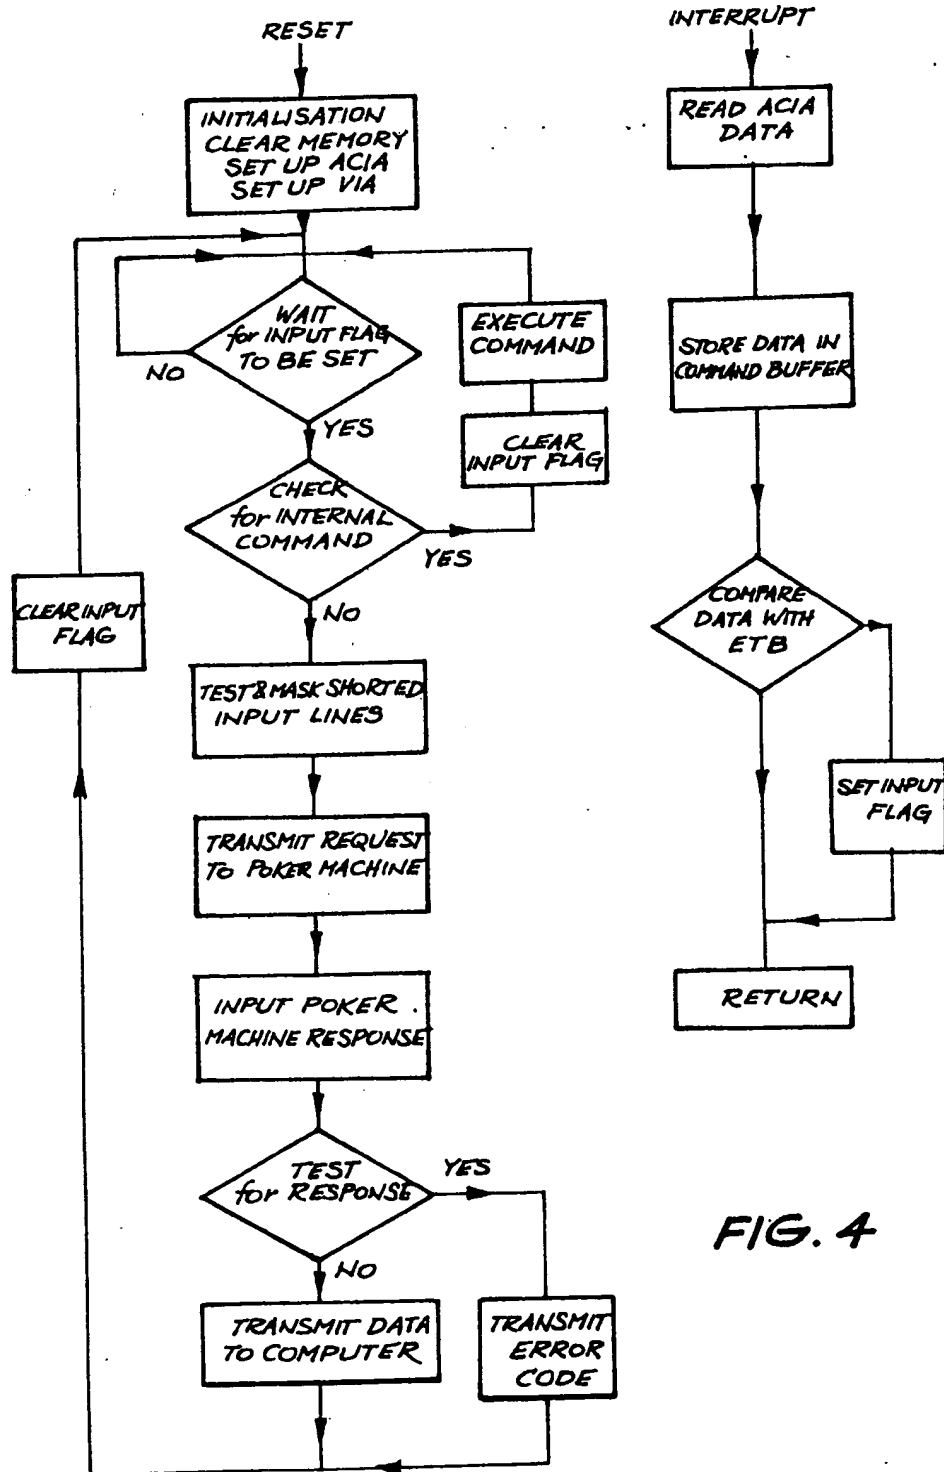 RESET
INITIALISATION
CLEAR MEMORY
SET UP ACIA
SET UP VIA
WAIT
for INPUT FLAG
TO BE SET
NO
YES
EXECUTE
COMMAND
CLEAR
INPUT FLAG
CHECK
for INTERNAL
COMMAND
YES
NO
CLEAR INPUT
FLAG
TEST & MASK SHORTED
INPUT LINES
TRANSMIT REQUEST
TO POKER MACHINE
INPUT POKER
MACHINE RESPONSE
TEST
for RESPONSE
YES
NO
TRANSMIT DATA
TO COMPUTER
TRANSMIT
ERROR
CODE
INTERRUPT
READ ACIA
DATA
STORE DATA IN
COMMAND BUFFER
COMPARE
DATA WITH
ETB
SET INPUT
FLAG
RETURN
FIG. 4